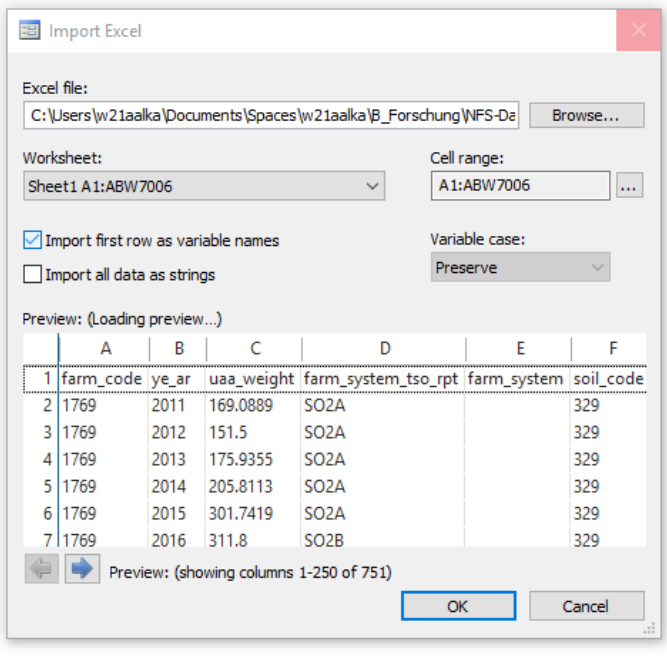 Import Excel
Excel file:
C:\Users\w21aalka\Documents\Spaces\w21aalka\B_Forschung\NFS-Da
Browse...
Worksheet:
Cell range:
Sheet1 A1:ABW7006
A1:ABW7006
...
Import first row as variable names
Variable case:
Import all data as strings
Preserve
Preview: (Loading preview...)
A B C D E F
1 farm_code ye_ar uaa_weight farm_system_tso_rpt farm_system soil_code
2 1769 2011 169.0889 SO2A 329
3 1769 2012 151.5 SO2A 329
4 1769 2013 175.9355 SO2A 329
5 1769 2014 205.8113 SO2A 329
6 1769 2015 301.7419 SO2A 329
7 1769 2016 311.8 SO2B 329
Preview: (showing columns 1-250 of 751)
OK Cancel